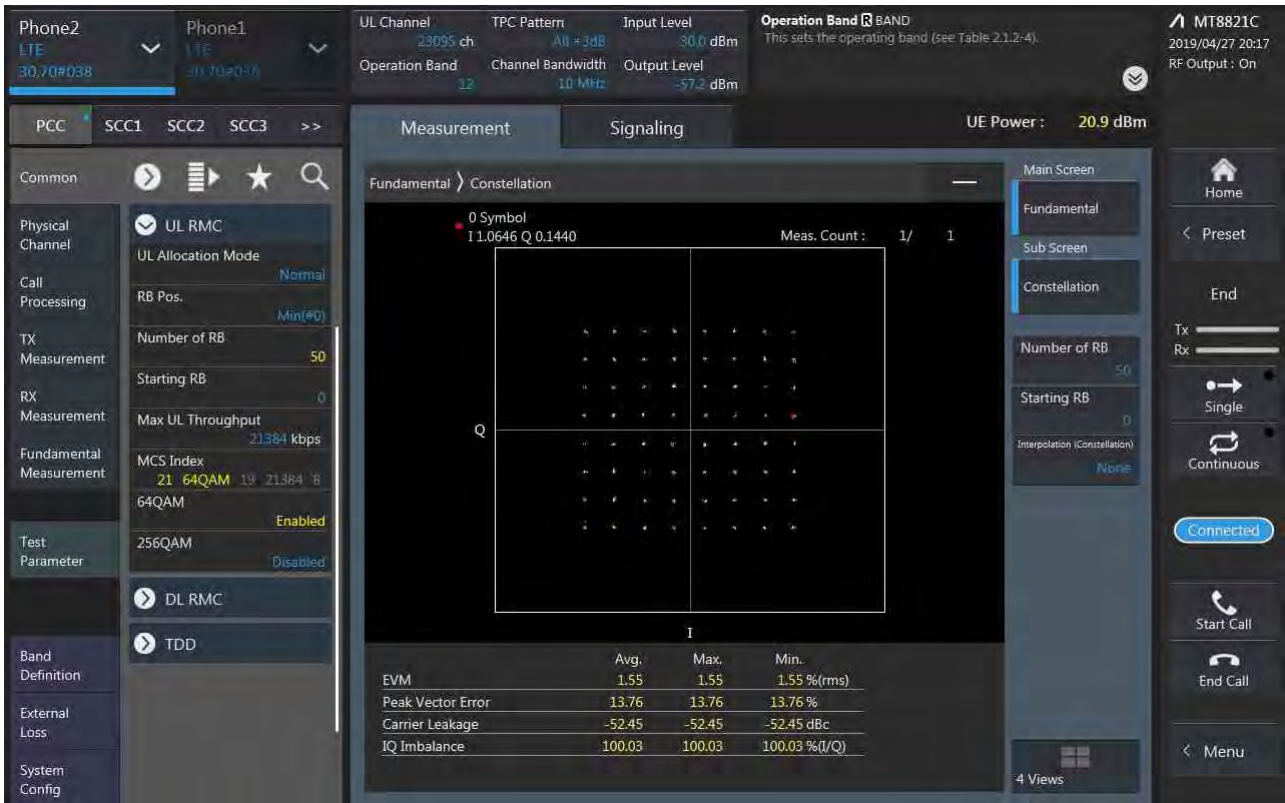 Phone2
LTE
30.70#038
Phone1
LTE
30.70#038
UL Channel
23095 ch
TPC Pattern
All +3dB
Input Level
30.0 dBm
Operation Band
12
Channel Bandwidth
10 MHz
Output Level
-57.2 dBm
Operation Band R BAND
This sets the operating band (see Table 2.1.2-4).
MT8821C
2019/04/27 20:17
RF Output : On
PCC
SCC1
SCC2
SCC3
>>
Measurement
Signaling
UE Power : 20.9 dBm
Common
Physical
Channel
Call
Processing
TX
Measurement
RX
Measurement
Fundamental
Measurement
Test
Parameter
Band
Definition
External
Loss
System
Config
UL RMC
UL Allocation Mode
Normal
RB Pos.
Min(#0)
Number of RB
50
Starting RB
0
Max UL Throughput
21384 kbps
MCS Index
21 64QAM 19 21384 8
64QAM
Enabled
256QAM
Disabled
DL RMC
TDD
Fundamental > Constellation
0 Symbol
I 1.0646 Q 0.1440
Meas. Count : 1/ 1
Q
I
Avg. Max. Min.
EVM 1.55 1.55 1.55 %(rms)
Peak Vector Error 13.76 13.76 13.76 %
Carrier Leakage -52.45 -52.45 -52.45 dBc
IQ Imbalance 100.03 100.03 100.03 %(I/Q)
Main Screen
Fundamental
Sub Screen
Constellation
Number of RB
50
Starting RB
0
Interpolation (Constellation)
None
4 Views
Home
< Preset
End
Tx
Rx
Single
Continuous
Connected
Start Call
End Call
< Menu